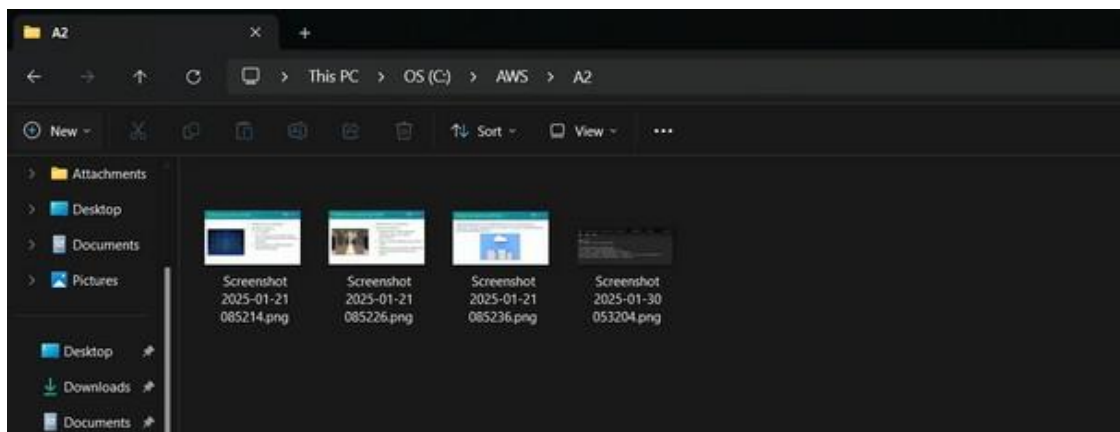 A2
This PC > OS (C:) > AWS > A2
New
Sort
View
Attachments
Desktop
Documents
Pictures
Desktop
Downloads
Documents
Screenshot
2025-01-21
085214.png
Screenshot
2025-01-21
085226.png
Screenshot
2025-01-21
085236.png
Screenshot
2025-01-30
053204.png